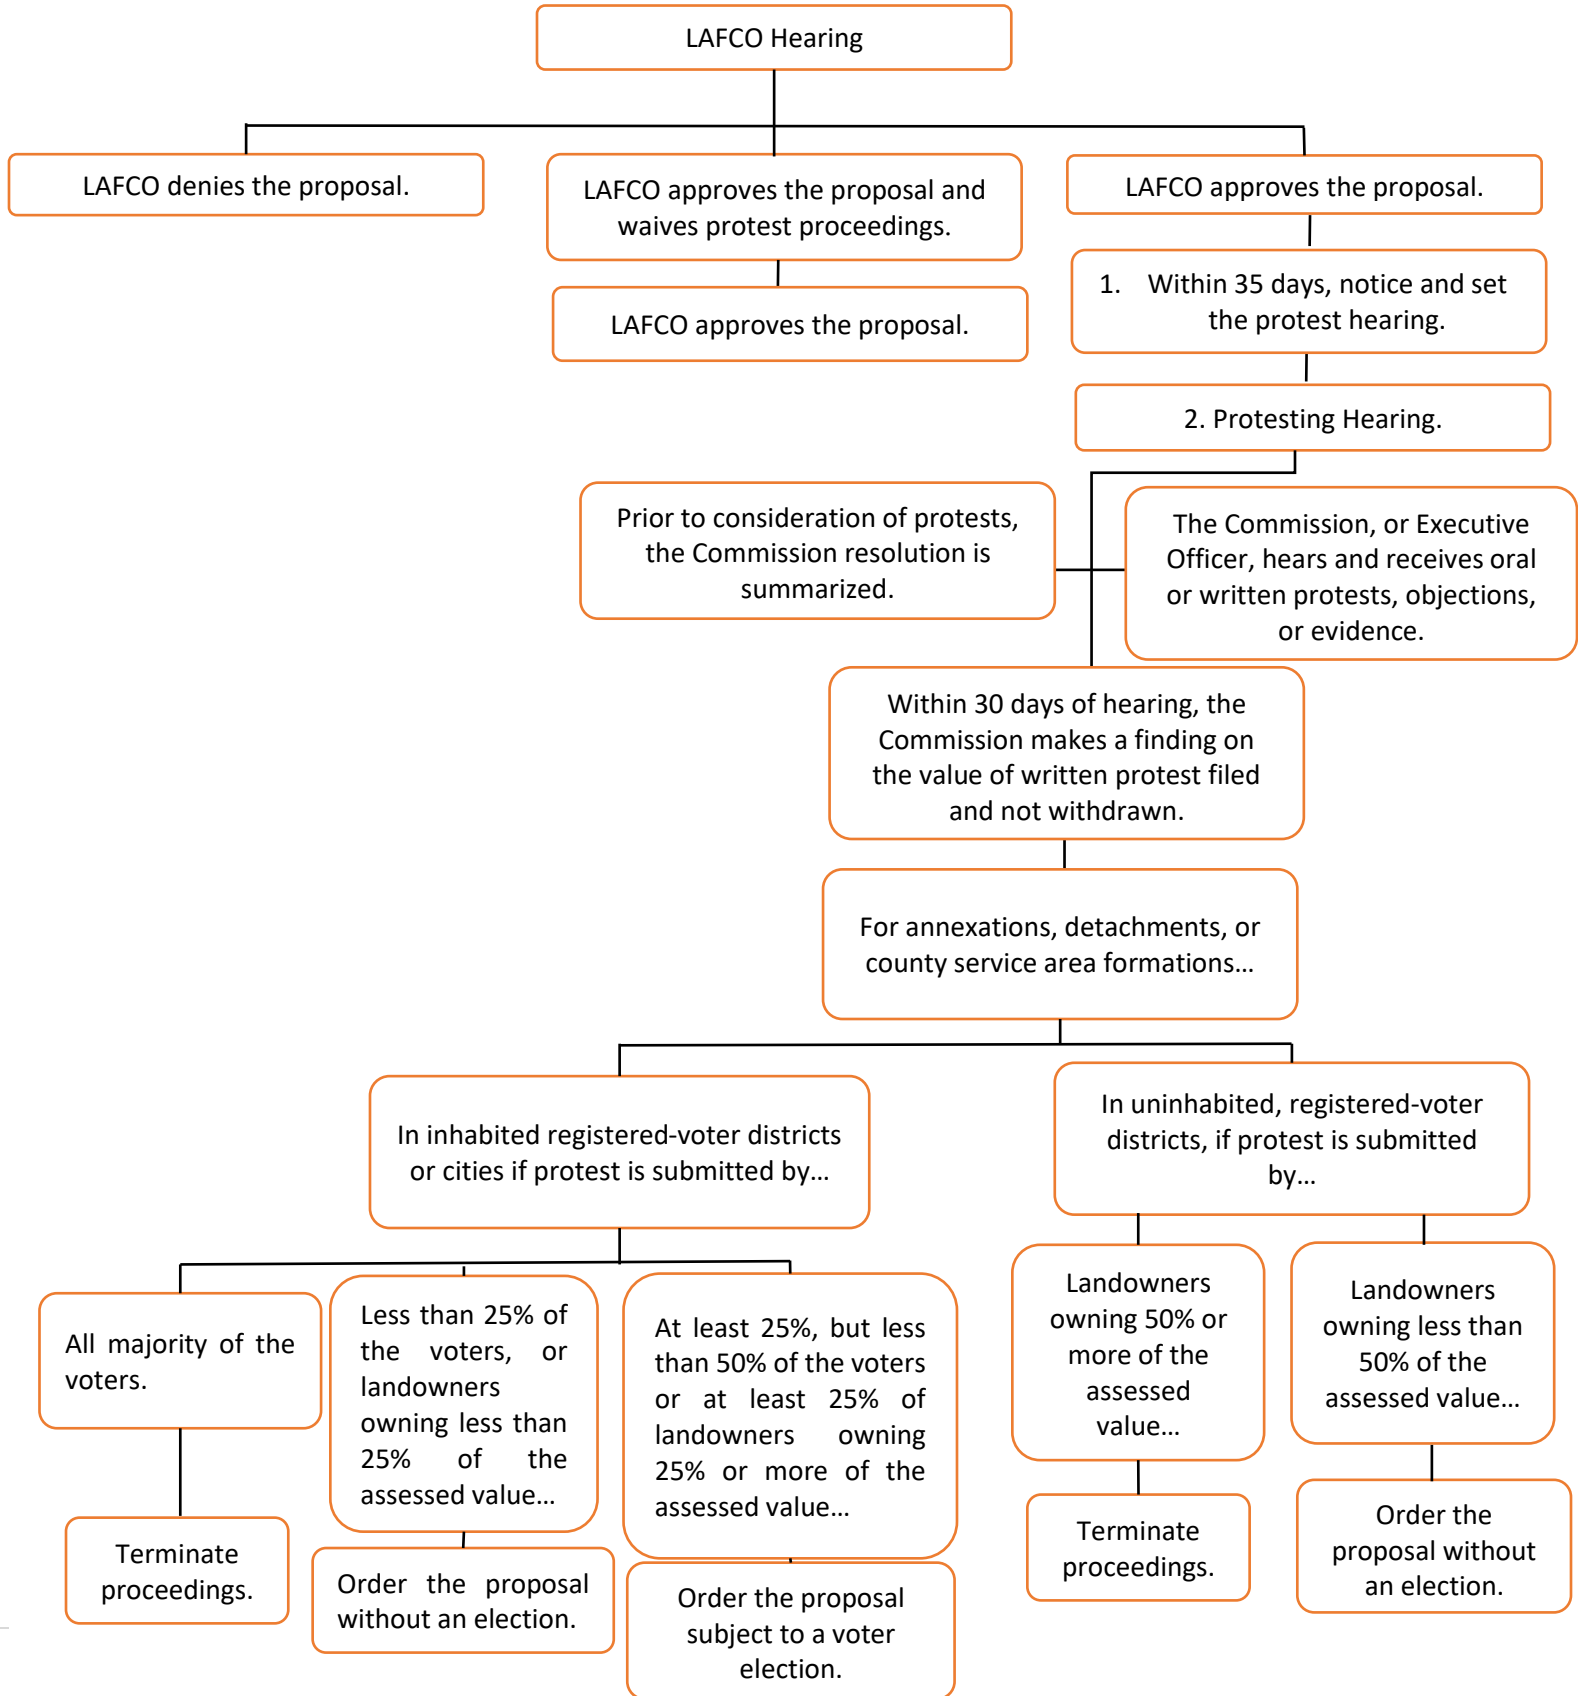 LAFCO Hearing
LAFCO denies the proposal.
LAFCO approves the proposal and
waives protest proceedings.
LAFCO approves the proposal.
LAFCO approves the proposal.
1. Within 35 days, notice and set
the protest hearing.
2. Protesting Hearing.
Prior to consideration of protests,
the Commission resolution is
summarized.
The Commission, or Executive
Officer, hears and receives oral
or written protests, objections,
or evidence.
Within 30 days of hearing, the
Commission makes a finding on
the value of written protest filed
and not withdrawn.
For annexations, detachments, or
county service area formations…
In inhabited registered-voter districts
or cities if protest is submitted by…
In uninhabited, registered-voter
districts, if protest is submitted
by…
All majority of the
voters.
Less than 25% of
the voters, or
landowners
owning less than
25% of the
assessed value…
At least 25%, but less
than 50% of the voters
or at least 25% of
landowners owning
25% or more of the
assessed value…
Landowners
owning 50% or
more of the
assessed
value…
Landowners
owning less than
50% of the
assessed value…
Terminate
proceedings.
Order the proposal
without an election.
Order the proposal
subject to a voter
election.
Terminate
proceedings.
Order the
proposal without
an election.